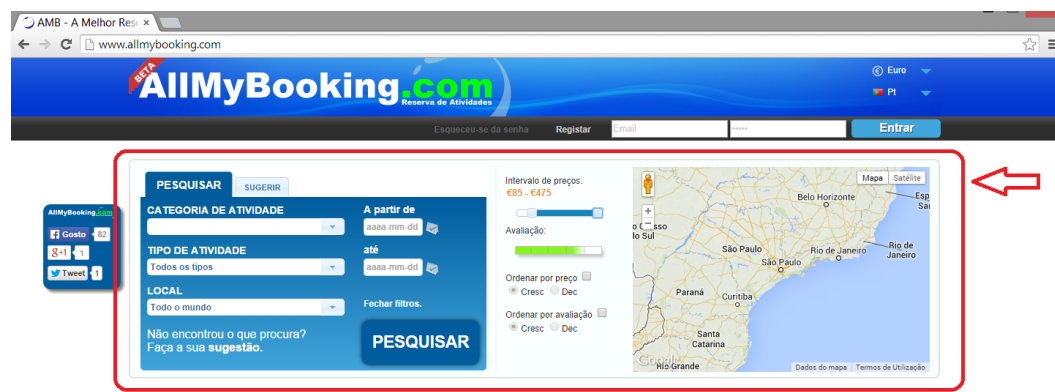 AMB - A Melhor Rese
www.allmybooking.com
BETA
AllMyBooking.com
Reserva de Atividades
Euro
Pt
Esqueceu-se da senha Registar Email ••••• Entrar
PESQUISAR SUGERIR
CATEGORIA DE ATIVIDADE A partir de
aaaa-mm-dd
TIPO DE ATIVIDADE até
Todos os tipos aaaa-mm-dd
LOCAL
Todo o mundo Fechar filtros.
Não encontrou o que procura?
Faça a sua sugestão.
PESQUISAR
AllMyBooking.com
Gosto 82
g+1 1
Tweet 1
Intervalo de preços:
€85 - €475
Avaliação:
Ordenar por preço
Cresc Dec
Ordenar por avaliação
Cresc Dec
Mapa Satélite
Belo Horizonte
São Paulo
São Paulo
Rio de Janeiro
Rio de
Janeiro
Paraná
Curitiba
Santa
Catarina
Rio Grande
Google
Dados do mapa Termos de Utilização